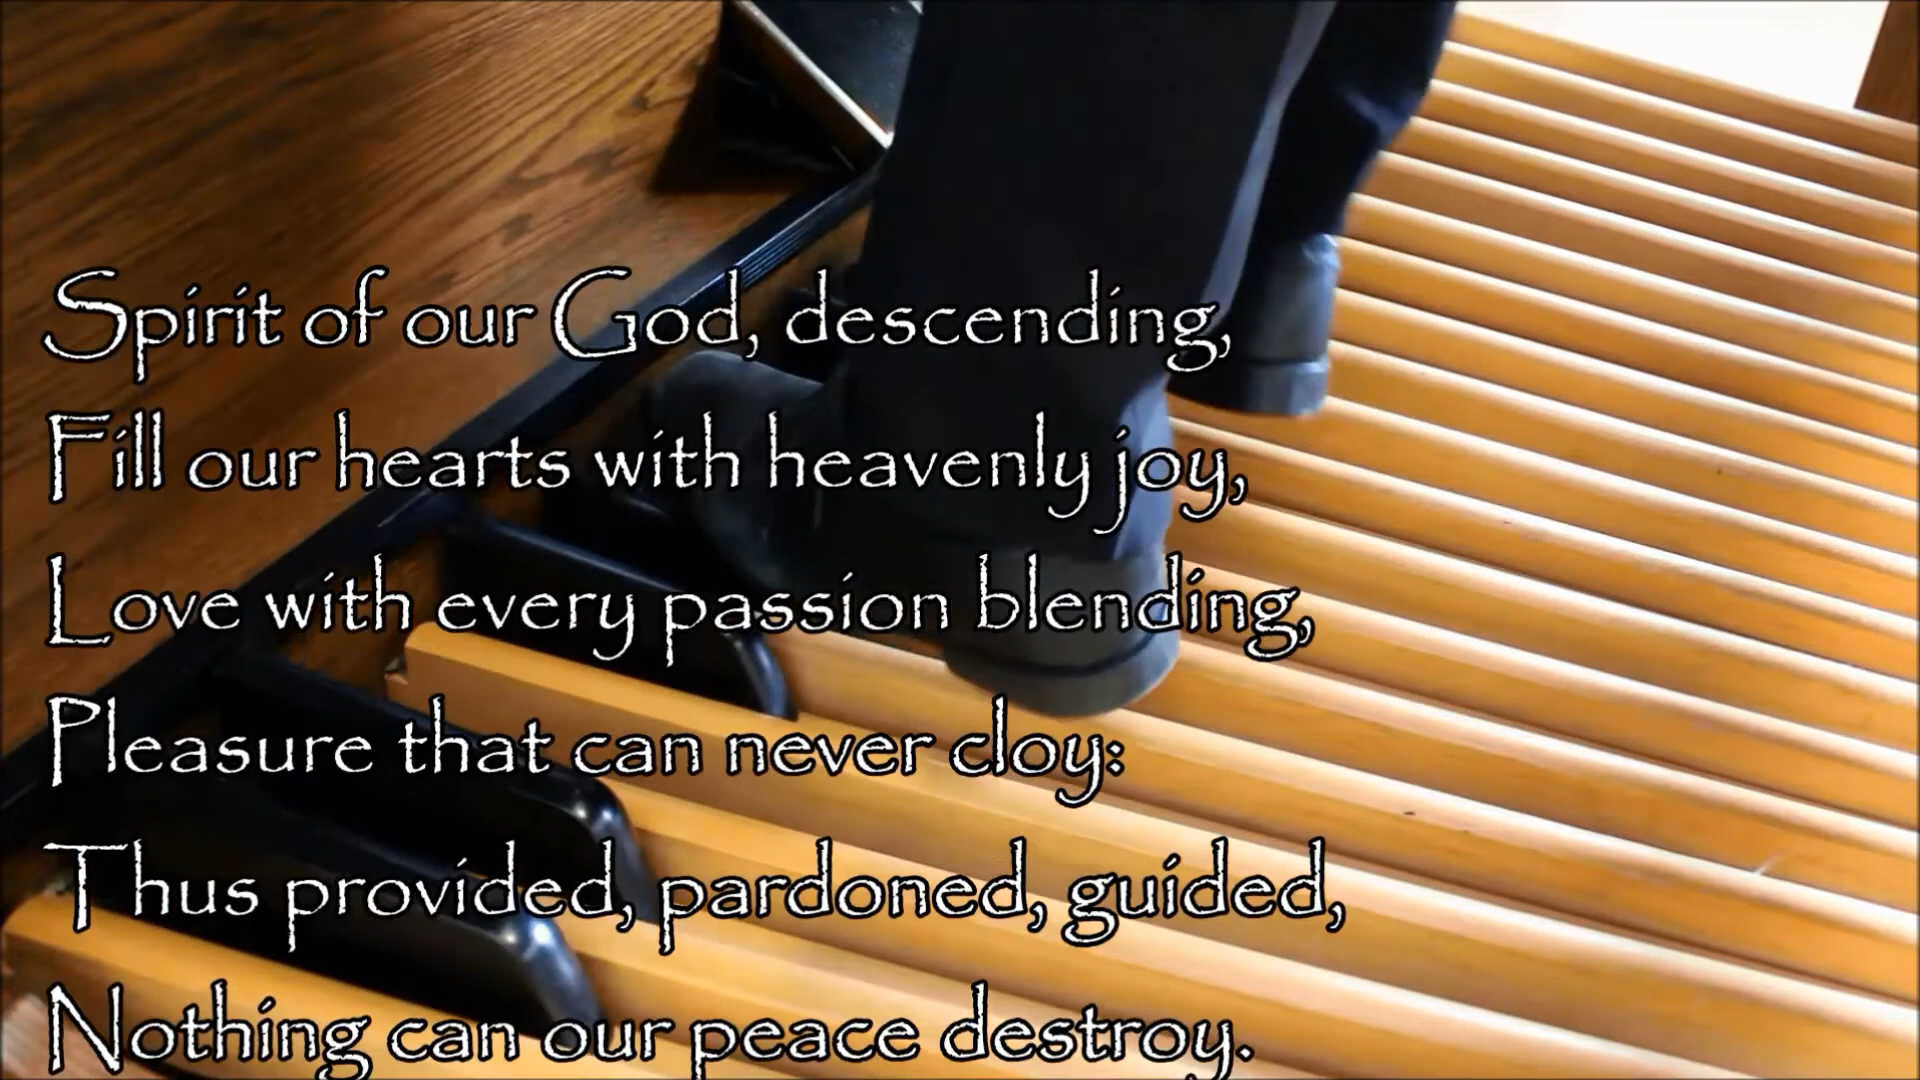 Spirit of our God, descending,
Fill our hearts with heavenly joy,
Love with every passion blending,
Pleasure that can never cloy:
Thus provided, pardoned, guided,
Nothing can our peace destroy.